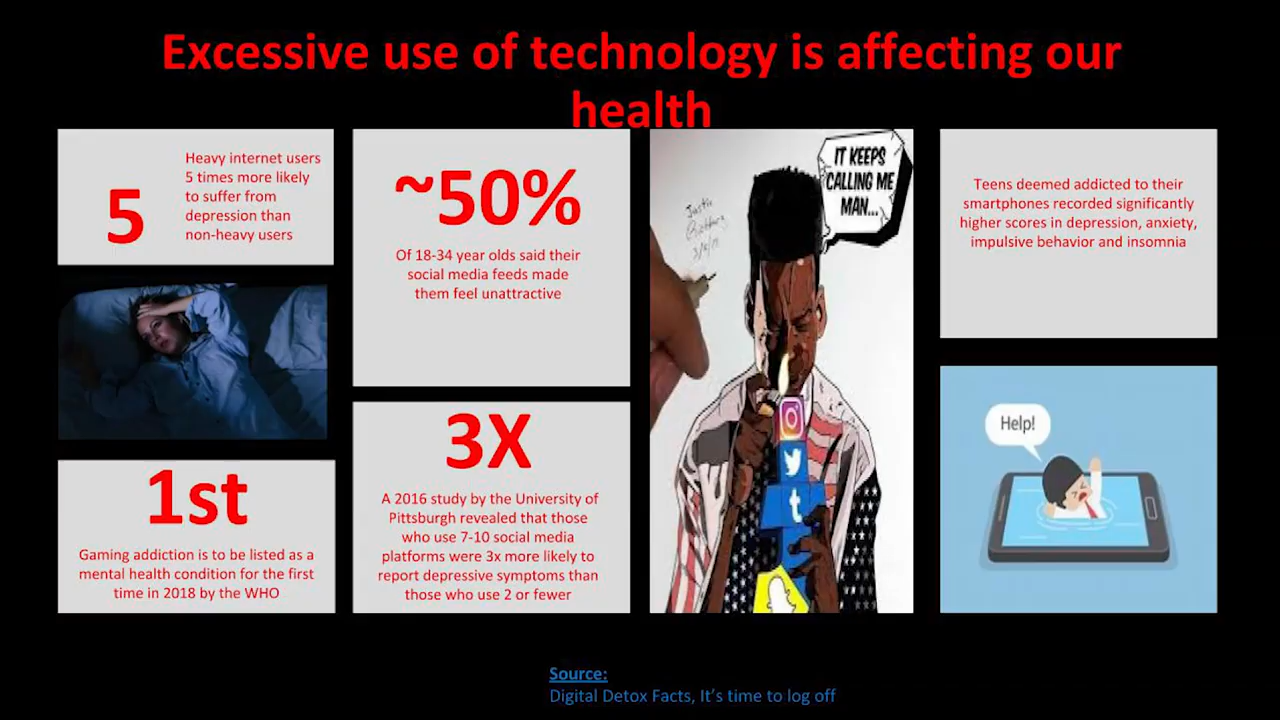 Excessive use of technology is affecting our
health
5
Heavy internet users
5 times more likely
to suffer from
depression than
non-heavy users
1st
Gaming addiction is to be listed as a
mental health condition for the first
time in 2018 by the WHO
~50%
Of 18-34 year olds said their
social media feeds made
them feel unattractive
3X
A 2016 study by the University of
Pittsburgh revealed that those
who use 7-10 social media
platforms were 3x more likely to
report depressive symptoms than
those who use 2 or fewer
IT KEEPS
CALLING ME
MAN...
Justin
Teens deemed addicted to their
smartphones recorded significantly
higher scores in depression, anxiety,
impulsive behavior and insomnia
Help!
Source:
Digital Detox Facts, It's time to log off